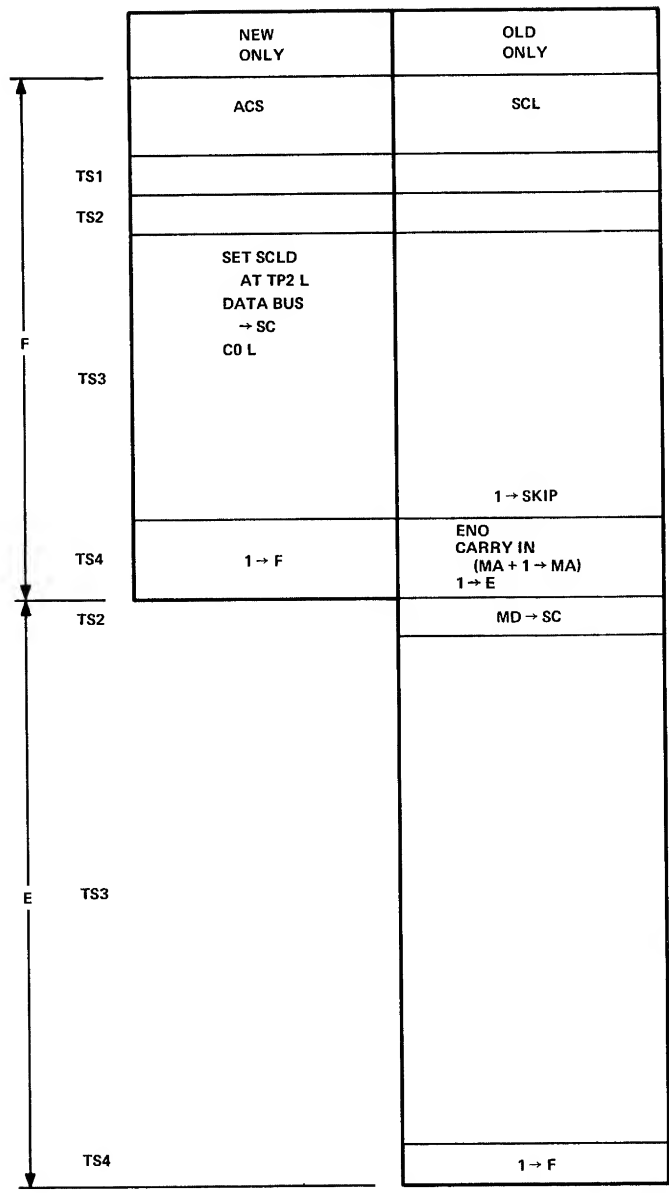 NEW
ONLY
OLD
ONLY
ACS
SCL
TS1
TS2
SET SCLD
AT TP2 L
DATA BUS
→ SC
C0 L
F
TS3
1 → SKIP
TS4
1 → F
ENO
CARRY IN
(MA + 1 → MA)
1 → E
TS2
MD → SC
E
TS3
TS4
1 → F